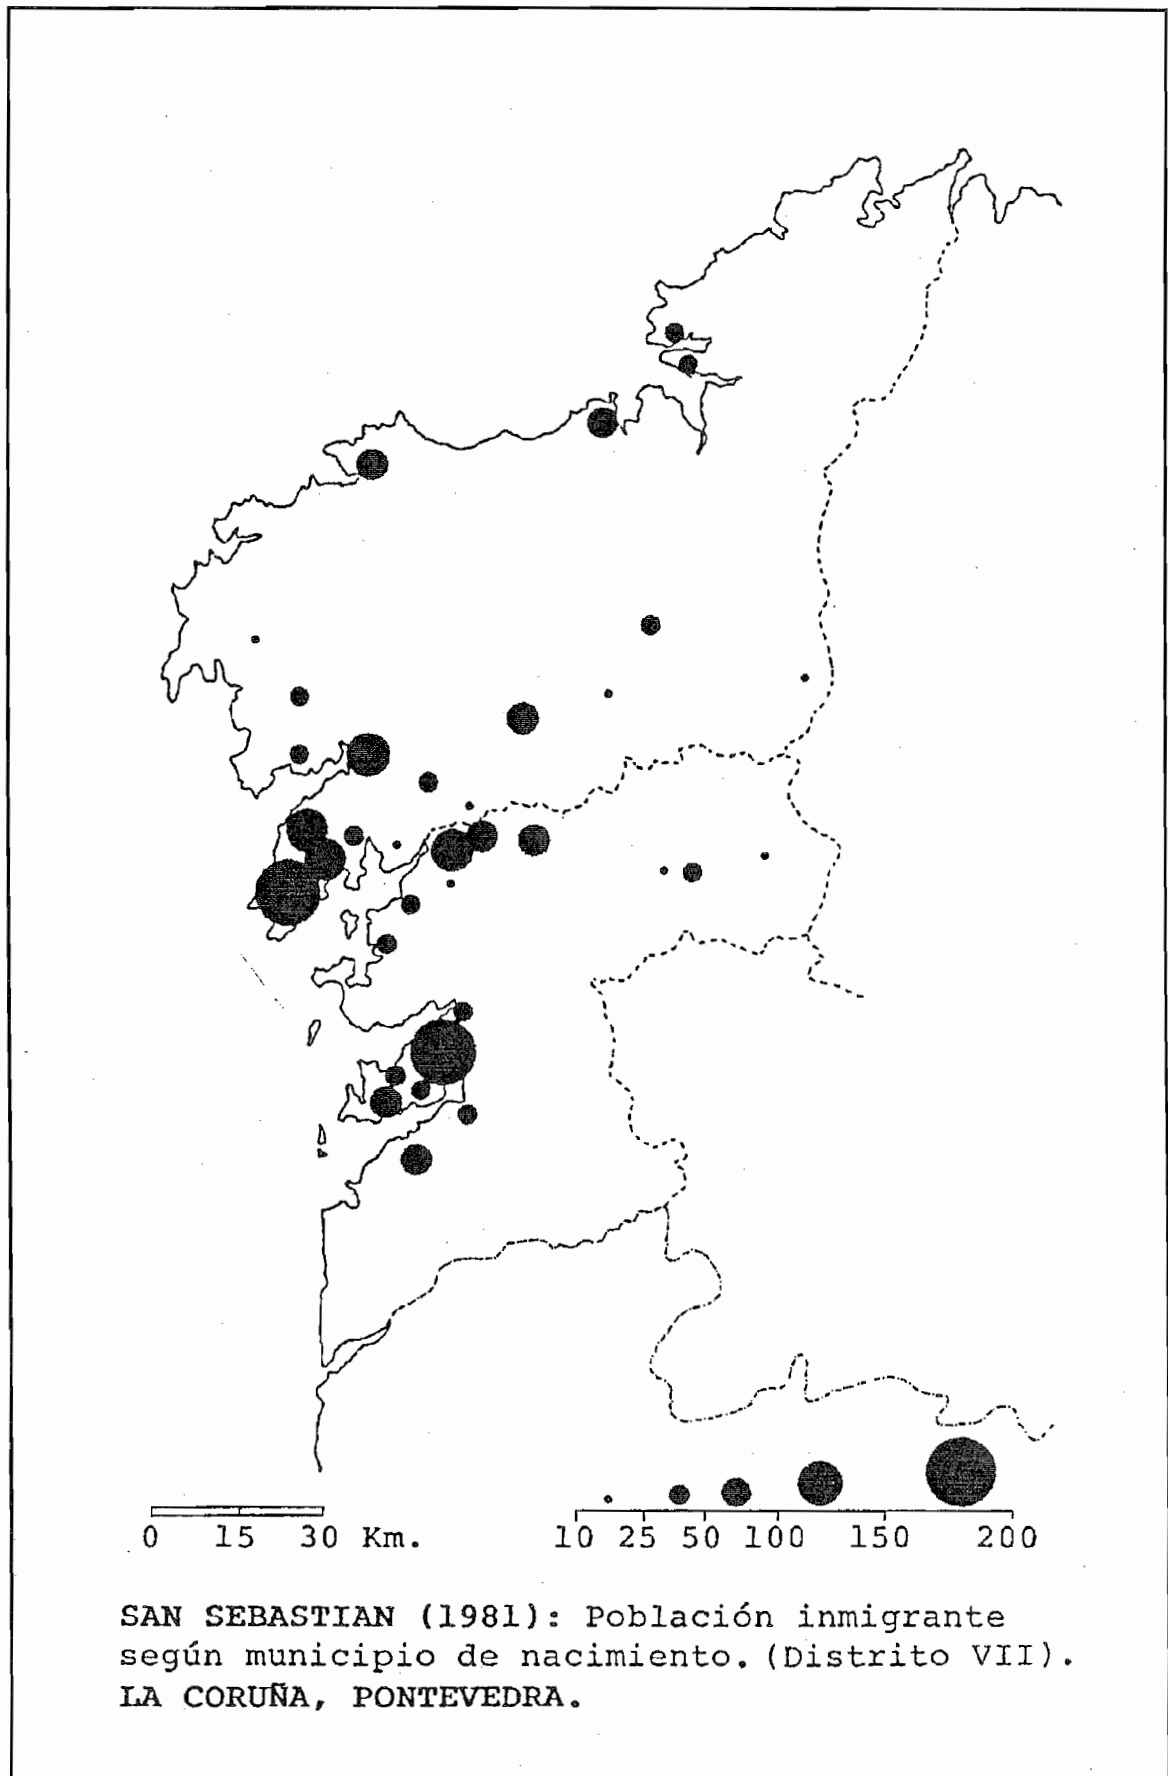 0 15 30 Km. 10 25 50 100 150 200
SAN SEBASTIAN (1981): Población inmigrante
según municipio de nacimiento. (Distrito VII).
LA CORUÑA, PONTEVEDRA.